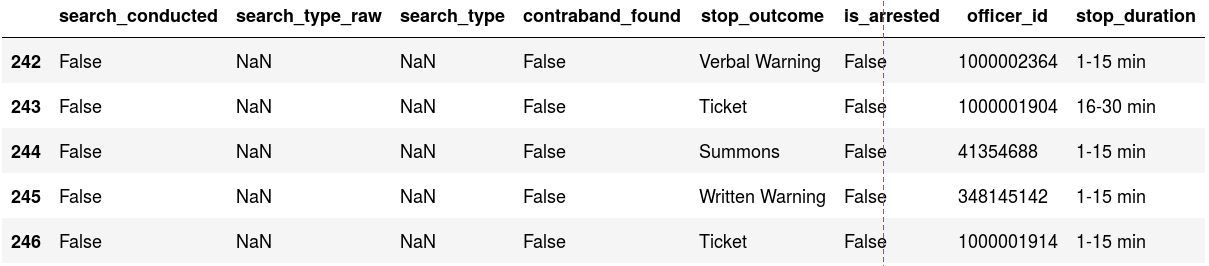 search_conducted search_type_raw search_type contraband_found stop_outcome is_arrested officer_id stop_duration
242 False NaN NaN False Verbal Warning False 1000002364 1-15 min
243 False NaN NaN False Ticket False 1000001904 16-30 min
244 False NaN NaN False Summons False 41354688 1-15 min
245 False NaN NaN False Written Warning False 348145142 1-15 min
246 False NaN NaN False Ticket False 1000001914 1-15 min